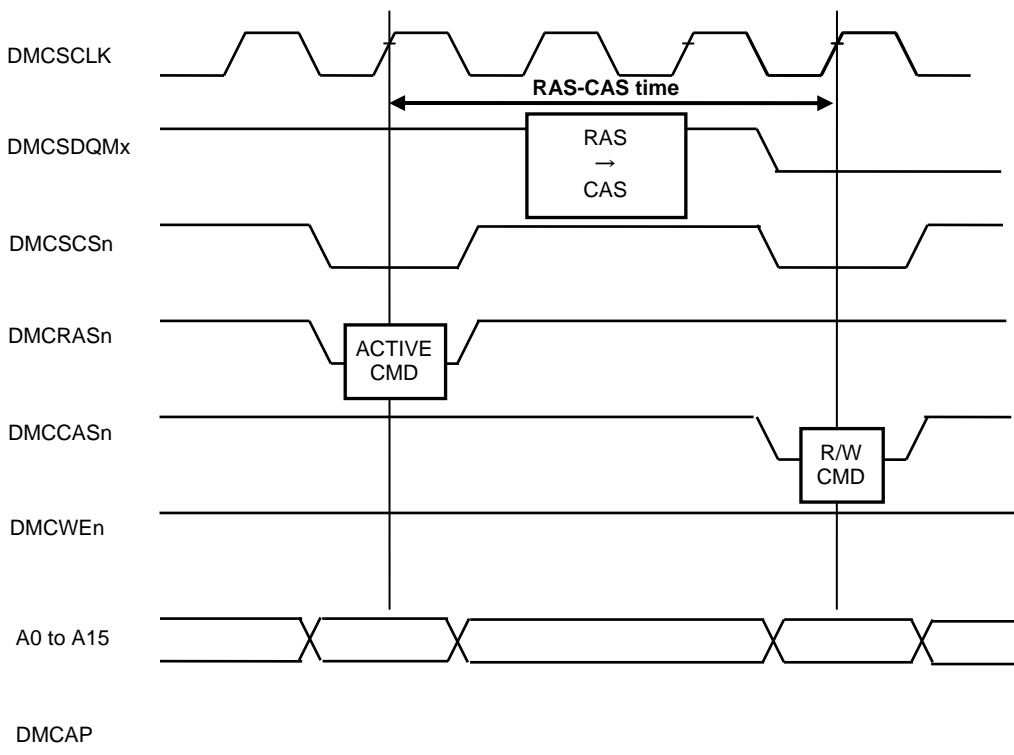 DMCSCLK
RAS-CAS time
DMCSDQMx
RAS
→
CAS
DMCSCSn
DMCRASn
ACTIVE
CMD
DMCCASn
R/W
CMD
DMCWEn
A0 to A15
DMCAP